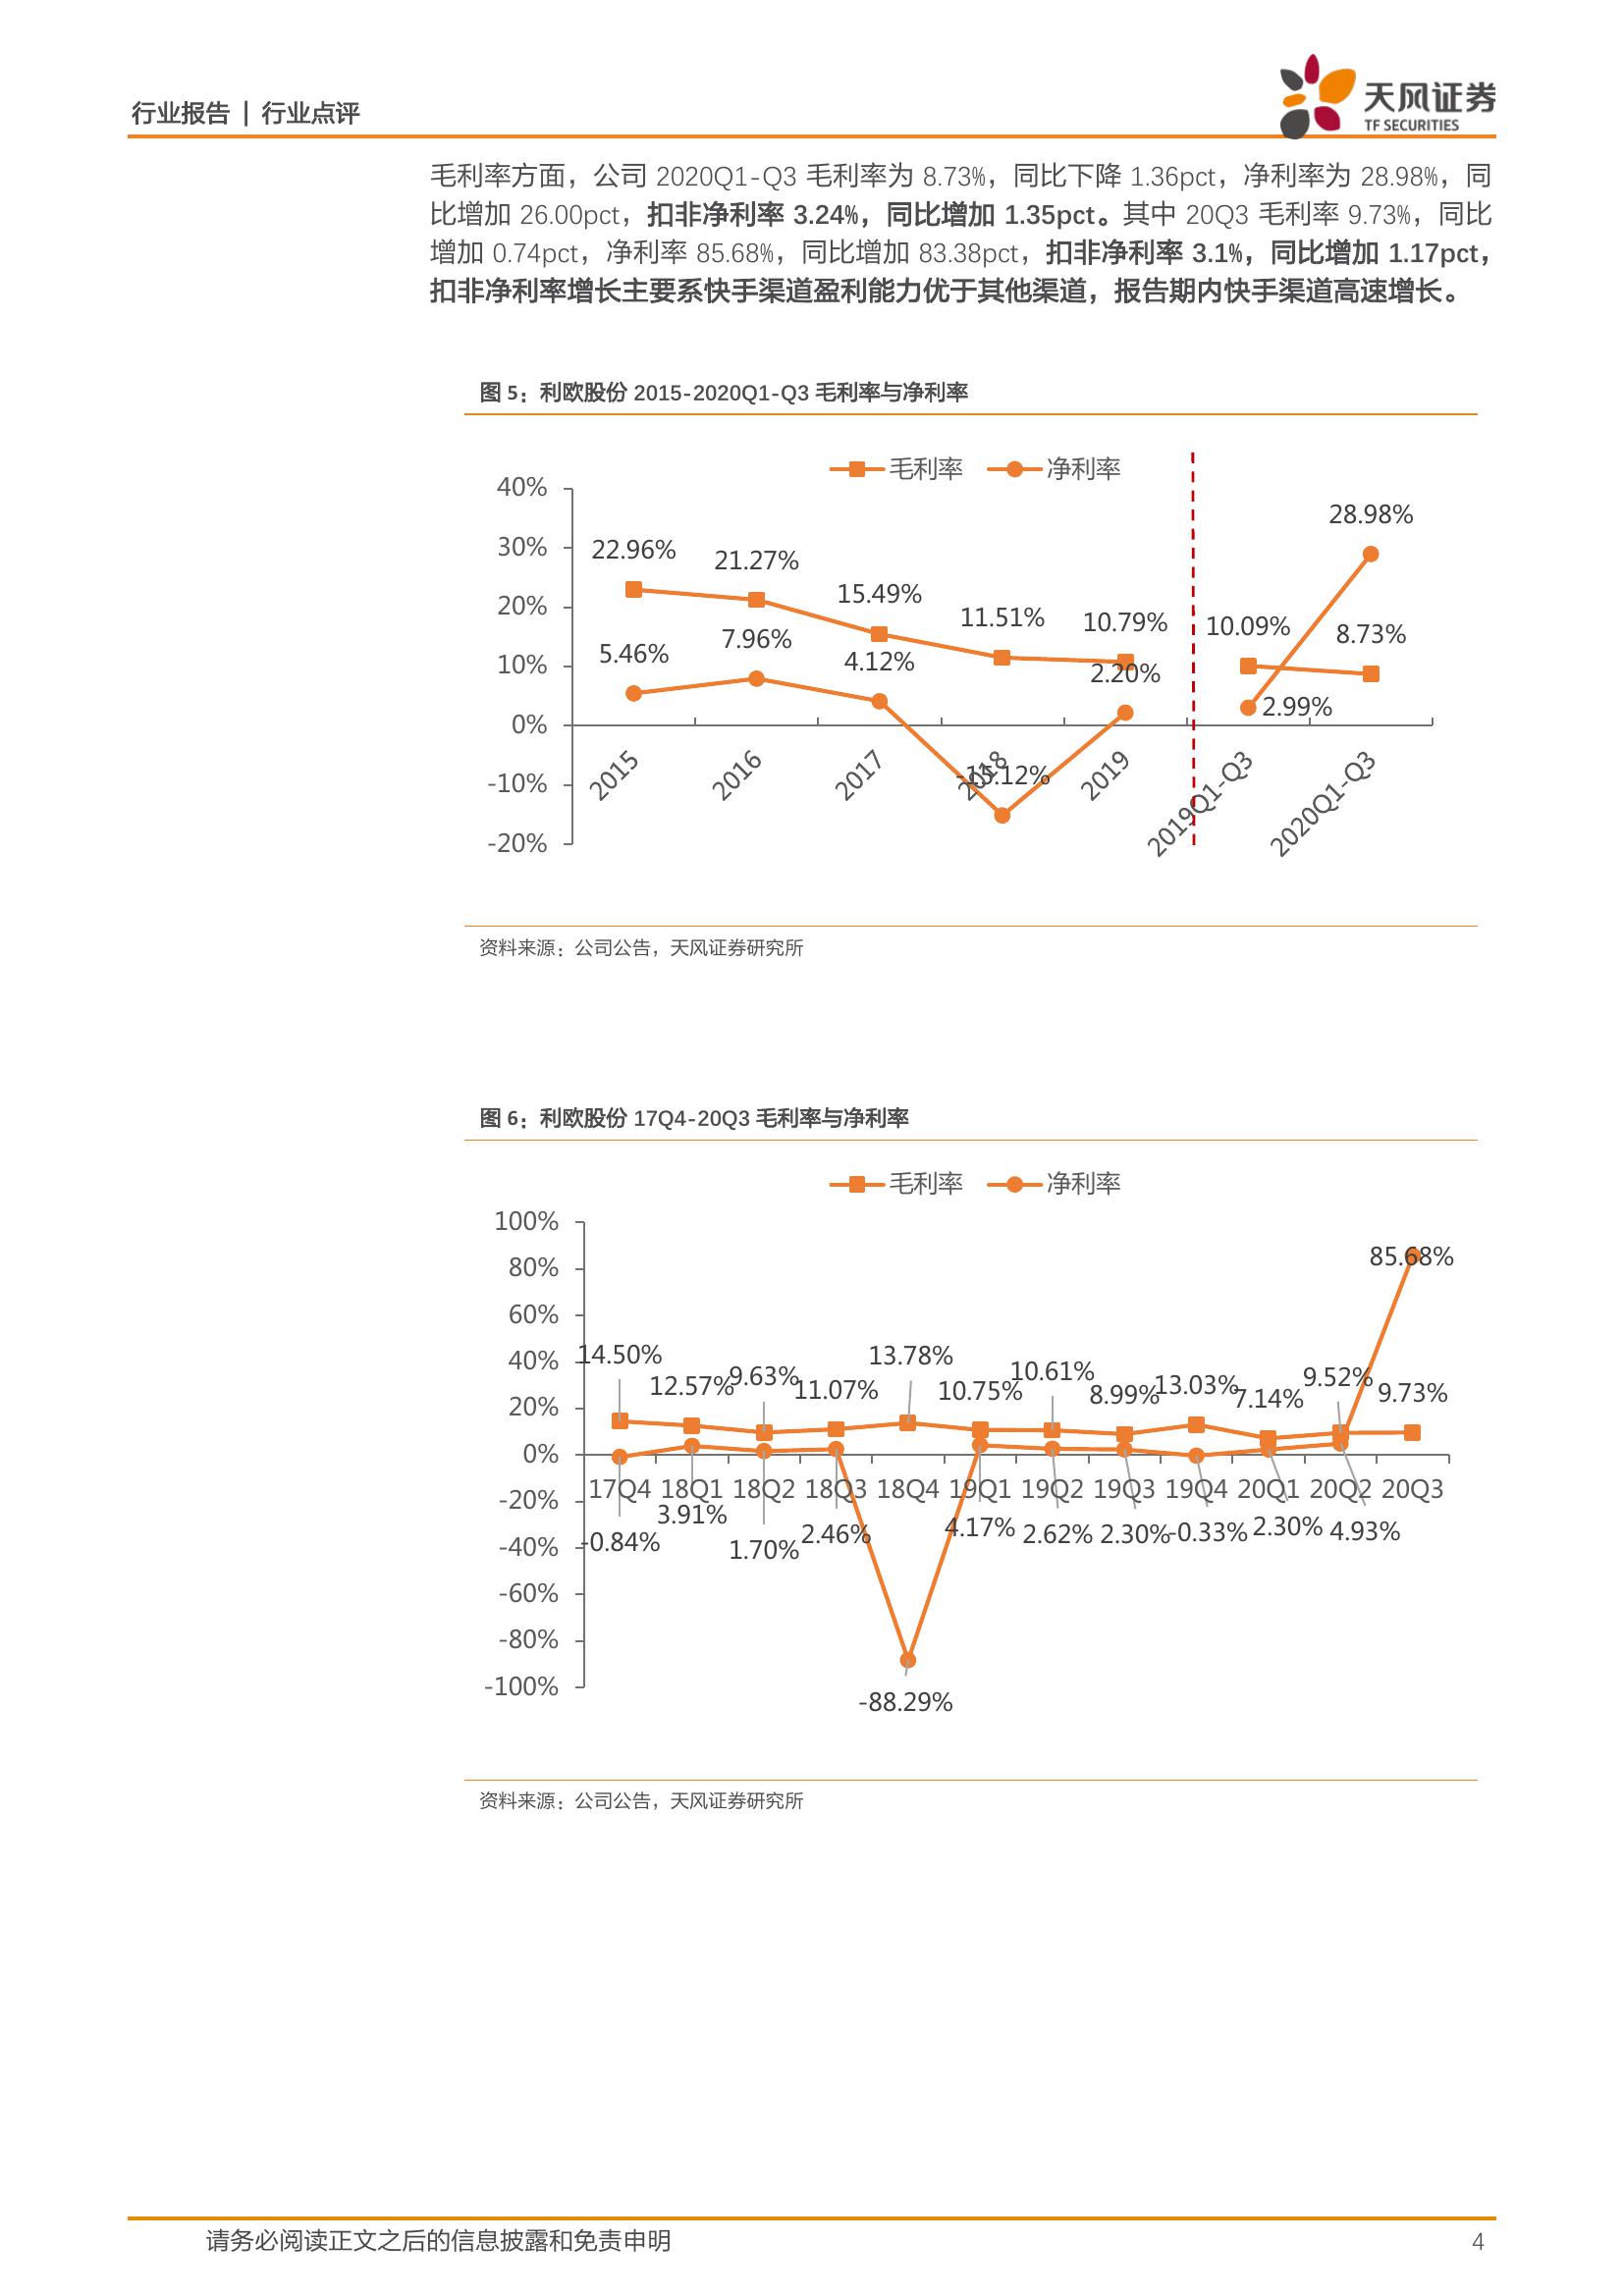 行业报告 | 行业点评
天风证券
TF SECURITIES
毛利率方面，公司 2020Q1-Q3 毛利率为 8.73%，同比下降 1.36pct，净利率为 28.98%，同
比增加 26.00pct，扣非净利率 3.24%，同比增加 1.35pct。其中 20Q3 毛利率 9.73%，同比
增加 0.74pct，净利率 85.68%，同比增加 83.38pct，扣非净利率 3.1%，同比增加 1.17pct，
扣非净利率增长主要系快手渠道盈利能力优于其他渠道，报告期内快手渠道高速增长。
图 5：利欧股份 2015-2020Q1-Q3 毛利率与净利率
毛利率 净利率
40%
30%
20%
10%
0%
-10%
-20%
22.96% 21.27% 15.49% 11.51% 10.79% 10.09% 8.73%
5.46% 7.96% 4.12% -15.12% 2.20% 2.99% 28.98%
2015 2016 2017 2018 2019 2019Q1-Q3 2020Q1-Q3
资料来源：公司公告，天风证券研究所
图 6：利欧股份 17Q4-20Q3 毛利率与净利率
毛利率 净利率
100%
80%
60%
40%
20%
0%
-20%
-40%
-60%
-80%
-100%
14.50% 12.57% 9.63% 11.07% 13.78% 10.75% 10.61% 8.99% 13.03% 7.14% 9.52% 9.73%
17Q4 18Q1 18Q2 18Q3 18Q4 19Q1 19Q2 19Q3 19Q4 20Q1 20Q2 20Q3
-0.84% 3.91% 1.70% 2.46% -88.29% 4.17% 2.62% 2.30% -0.33% 2.30% 4.93% 85.68%
资料来源：公司公告，天风证券研究所
请务必阅读正文之后的信息披露和免责申明 4